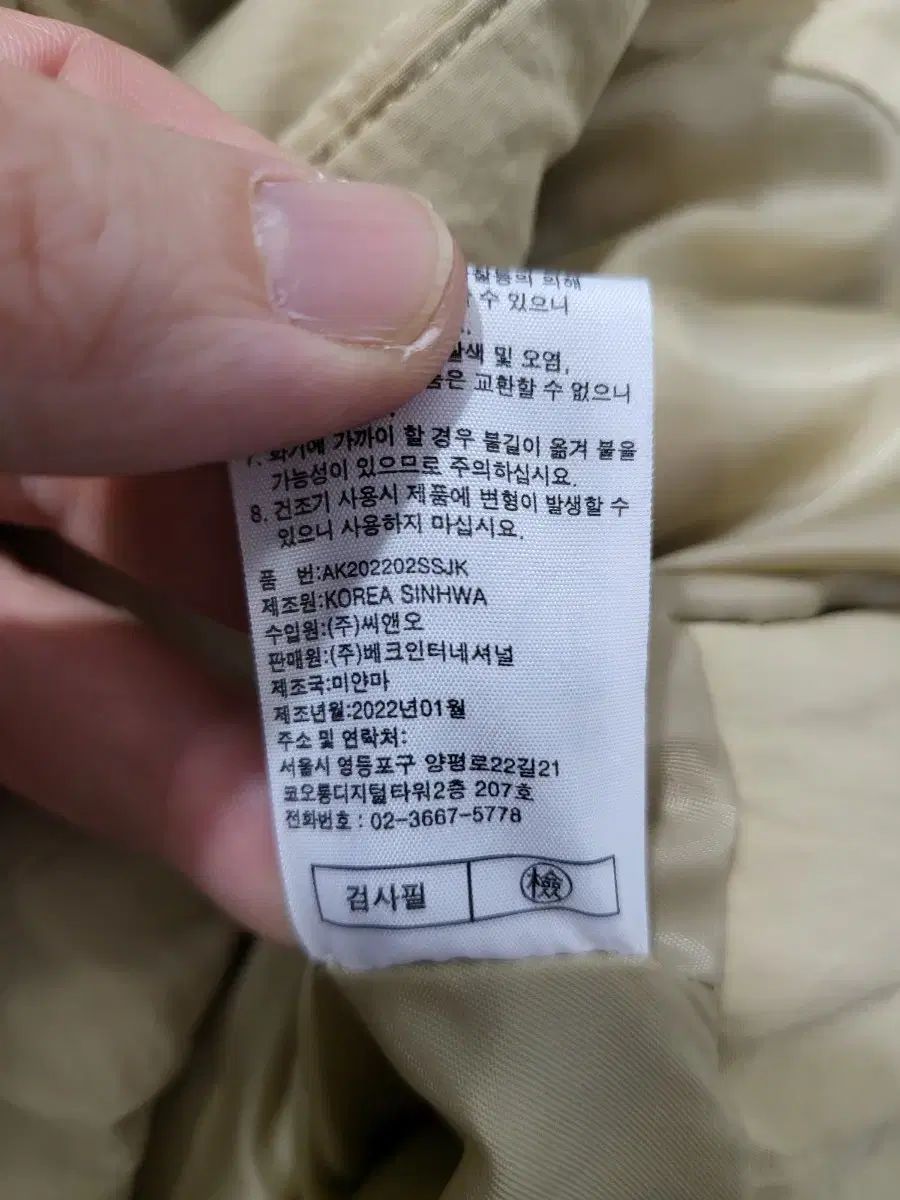 의해
수 있으니
및 오염,
교환할 수 없으니
7. 화기에 가까이 할 경우 불길이 옮겨 붙을
가능성이 있으므로 주의하십시요.
8. 건조기 사용시 제품에 변형이 발생할 수
있으니 사용하지 마십시요.
품 번:AK202202SSJK
제조원:KOREA SINHWA
수입원:(주)씨앤오
판매원:(주)베크인터네셔널
제조국:미얀마
제조년월:2022년01월
주소 및 연락처:
서울시 영등포구 양평로22길21
코오롱디지털타워2층 207호
전화번호 : 02-3667-5778
검사필 檢